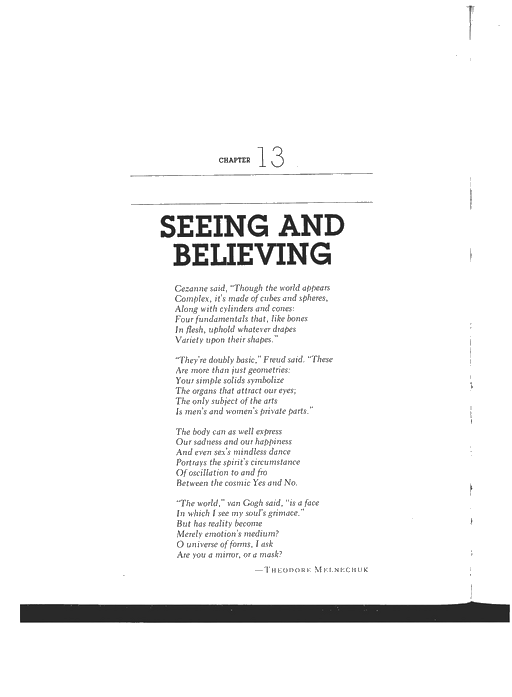 CHAPTER 13
SEEING AND
BELIEVING
Cezanne said, "Though the world appears
Complex, it's made of cubes and spheres,
Along with cylinders and cones:
Four fundamentals that, like bones
In flesh, uphold whatever drapes
Variety upon their shapes."
"They're doubly basic," Freud said. "These
Are more than just geometries:
Your simple solids symbolize
The organs that attract our eyes;
The only subject of the arts
Is men's and women's private parts."
The body can as well express
Our sadness and our happiness
And even sex's mindless dance
Portrays the spirit's circumstance
Of oscillation to and fro
Between the cosmic Yes and No.
"The world," van Gogh said, "is a face
In which I see my soul's grimace."
But has reality become
Merely emotion's medium?
O universe of forms, I ask
Are you a mirror, or a mask?
—THEODORE MELNECHUK